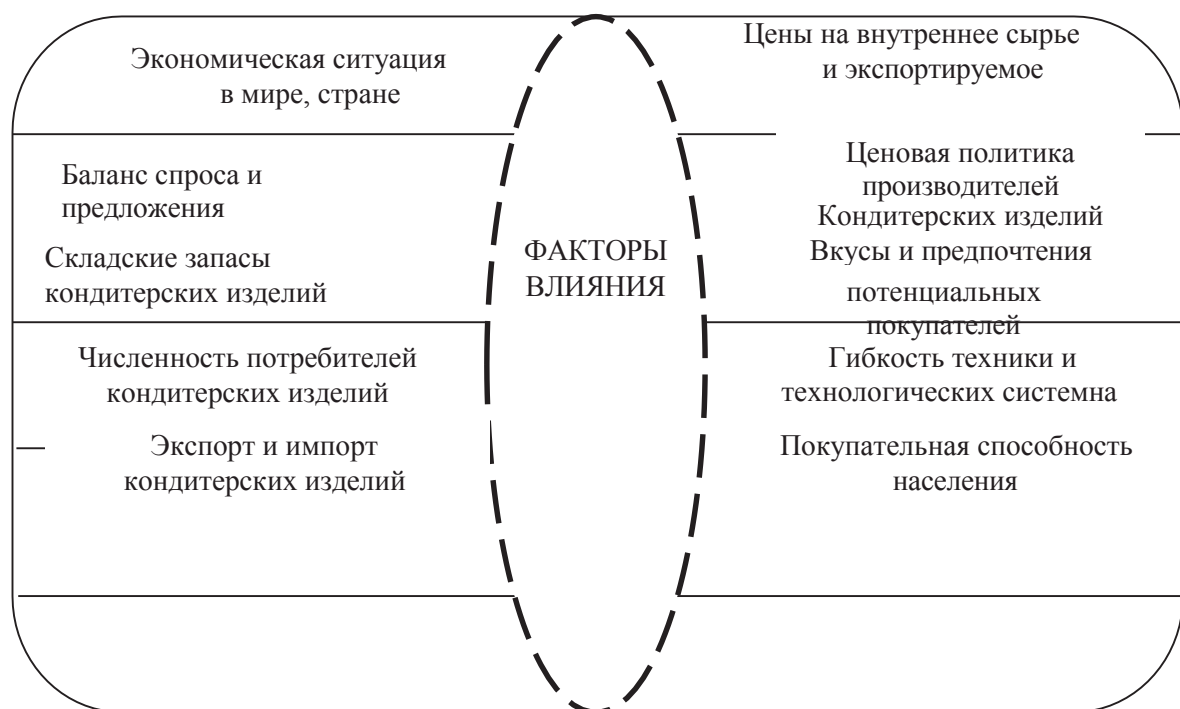 Экономическая ситуация
в мире, стране
Баланс спроса и
предложения
Складские запасы
кондитерских изделий
Численность потребителей
кондитерских изделий
Экспорт и импорт
кондитерских изделий
ФАКТОРЫ
ВЛИЯНИЯ
Цены на внутреннее сырье
и экспортируемое
Ценовая политика
производителей
Кондитерских изделий
Вкусы и предпочтения
потенциальных
покупателей
Гибкость техники и
технологических системна
Покупательная способность
населения